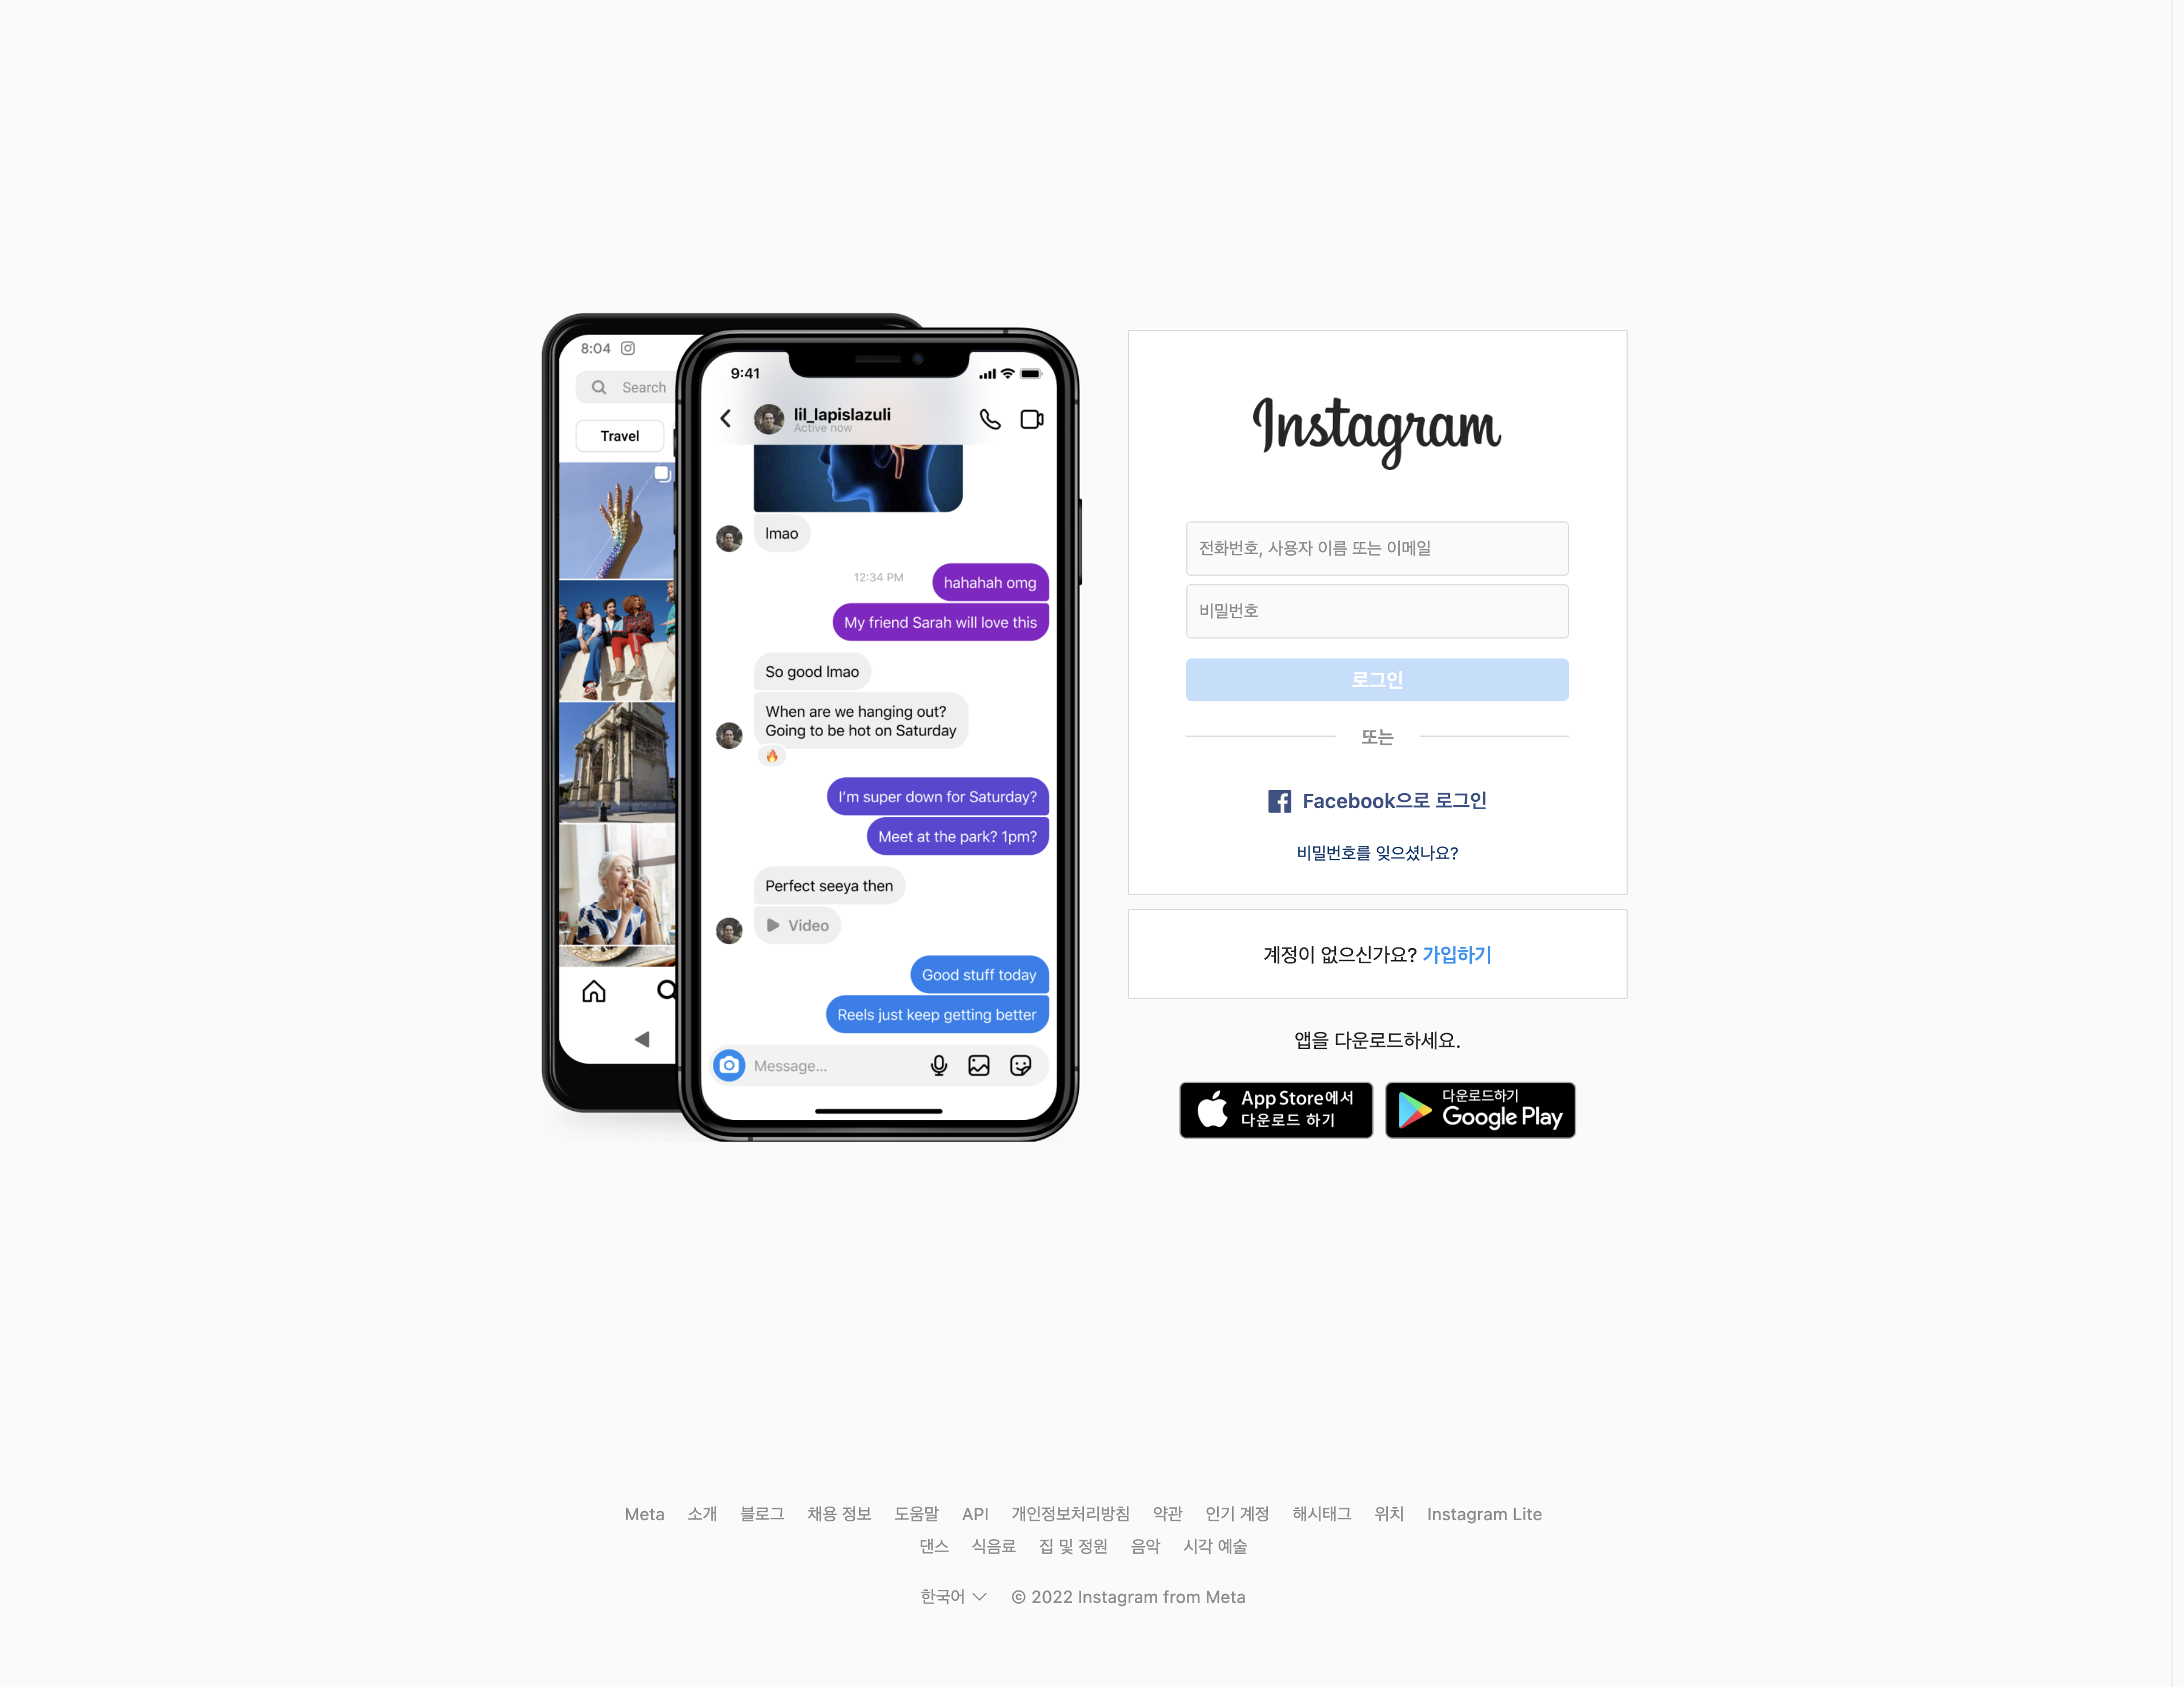 8:04
Search
Travel
9:41
lil_lapislazuli
Active now
lmao
12:34 PM
hahahah omg
My friend Sarah will love this
So good lmao
When are we hanging out?
Going to be hot on Saturday
I'm super down for Saturday?
Meet at the park? 1pm?
Perfect seeya then
Video
Good stuff today
Reels just keep getting better
Message...
Instagram
전화번호, 사용자 이름 또는 이메일
비밀번호
로그인
또는
Facebook으로 로그인
비밀번호를 잊으셨나요?
계정이 없으신가요? 가입하기
앱을 다운로드하세요.
App Store에서
다운로드 하기
다운로드하기
Google Play
Meta 소개 블로그 채용 정보 도움말 API 개인정보처리방침 약관 인기 계정 해시태그 위치 Instagram Lite
댄스 식음료 집 및 정원 음악 시각 예술
한국어 © 2022 Instagram from Meta